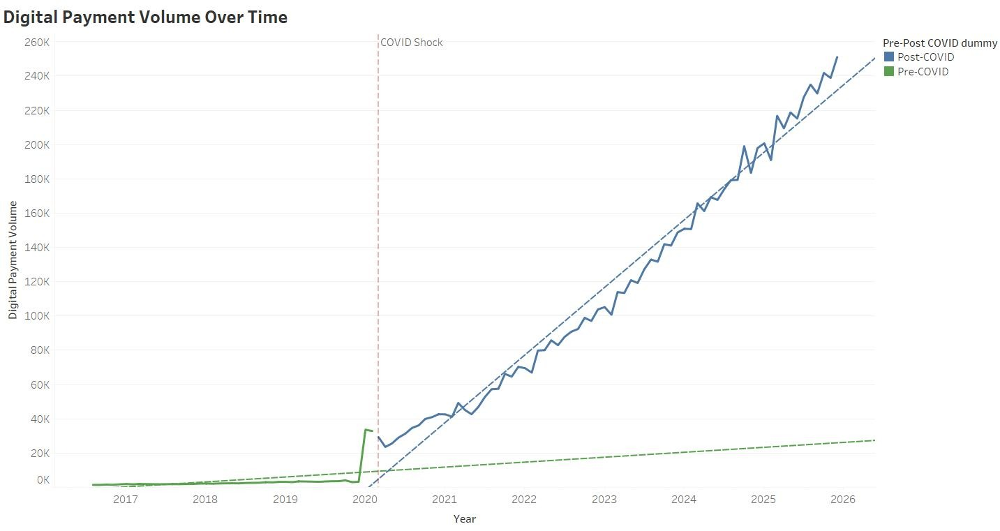 Digital Payment Volume Over Time
COVID Shock
Pre-Post COVID dummy
Post-COVID
Pre-COVID
260K
240K
220K
200K
180K
160K
140K
120K
100K
80K
60K
40K
20K
0K
Digital Payment Volume
2017 2018 2019 2020 2021 2022 2023 2024 2025 2026
Year